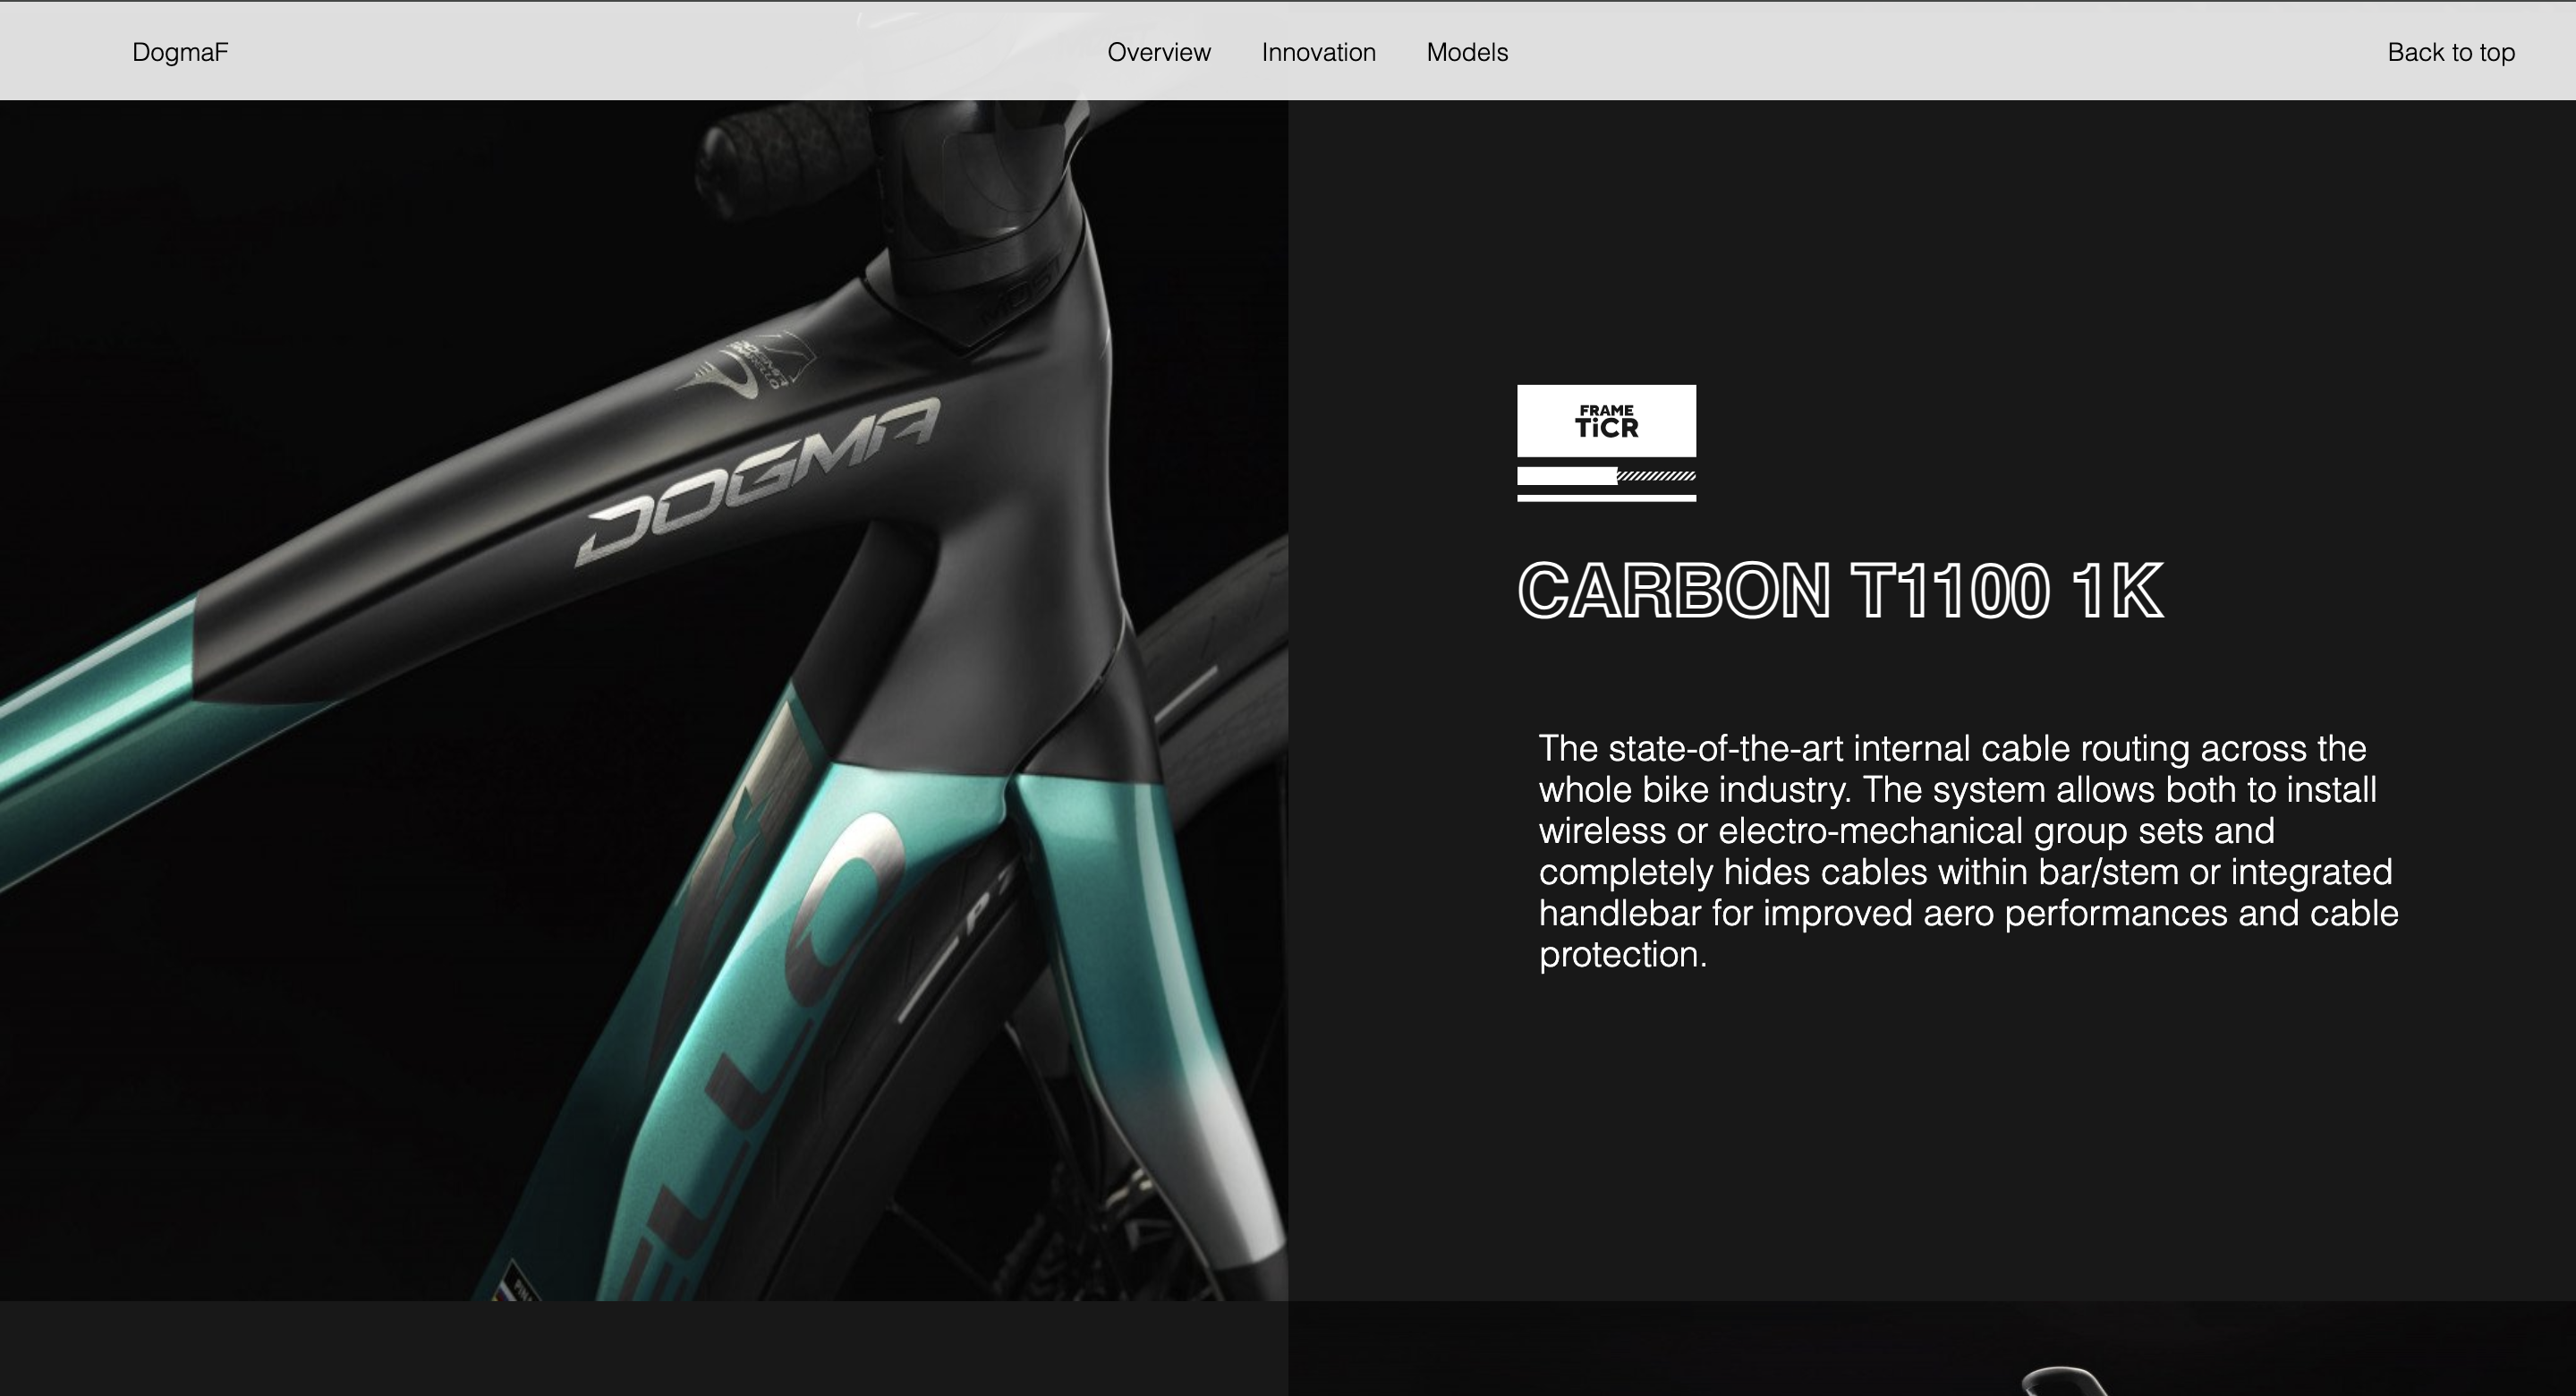 DogmaF
Overview
Innovation
Models
Back to top
MOST
DOGMA
FRAME
TiCR
CARBON T1100 1K
The state-of-the-art internal cable routing across the
whole bike industry. The system allows both to install
wireless or electro-mechanical group sets and
completely hides cables within bar/stem or integrated
handlebar for improved aero performances and cable
protection.
ELLO